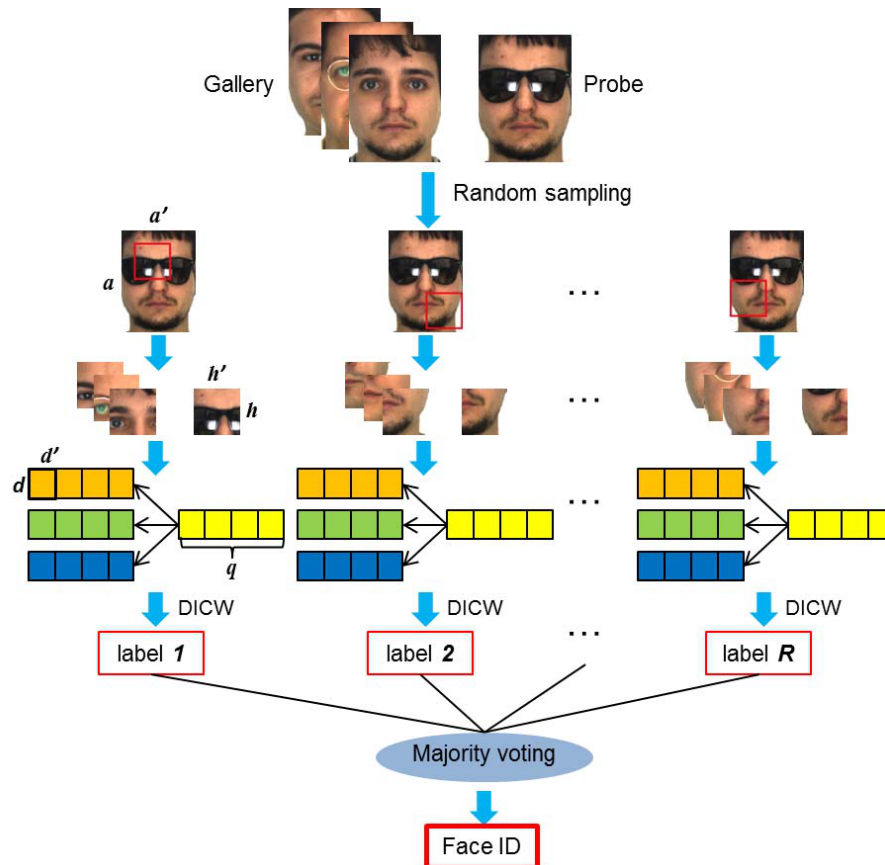 Gallery
Probe
Random sampling
a'
a
. . .
h'
h
. . .
d'
d
q
. . .
DICW
DICW
DICW
label 1
label 2
. . .
label R
Majority voting
Face ID